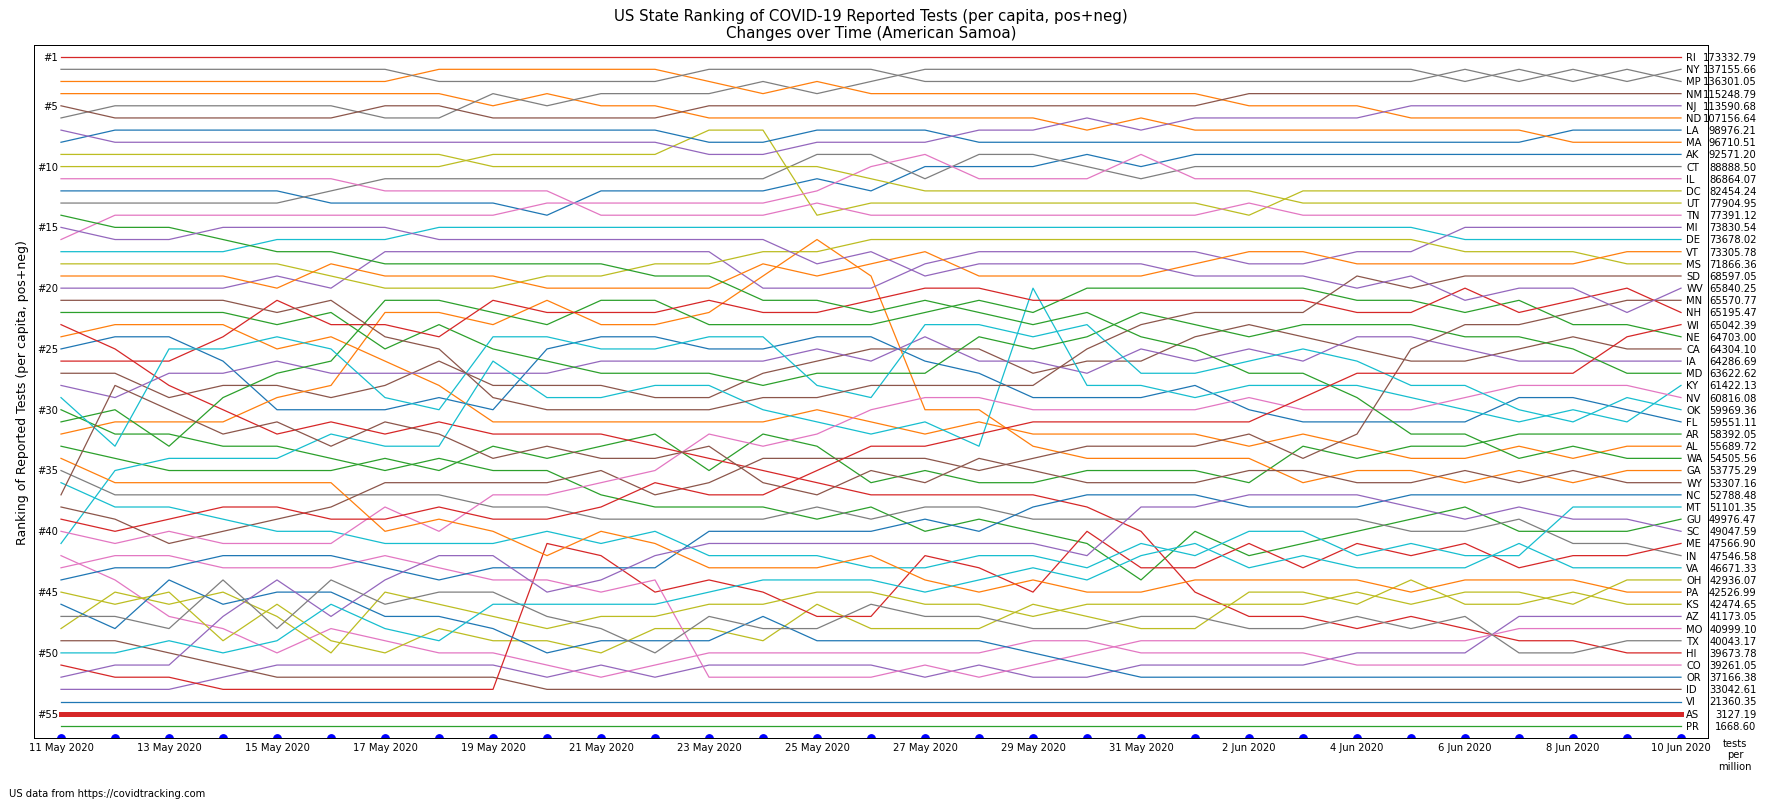 US State Ranking of COVID-19 Reported Tests (per capita, pos+neg)
Changes over Time (American Samoa)
Ranking of Reported Tests (per capita, pos+neg)
#1
#5
#10
#15
#20
#25
#30
#35
#40
#45
#50
#55
RI 173332.79
NY 137155.66
MP 136301.05
NM 115248.79
NJ 113590.68
ND 107156.64
LA 98976.21
MA 96710.51
AK 92571.20
CT 88888.50
IL 86864.07
DC 82454.24
UT 77904.95
TN 77391.12
MI 73830.54
DE 73678.02
VT 73305.78
MS 71866.36
SD 68597.05
WV 65840.25
MN 65570.77
NH 65195.47
WI 65042.39
NE 64703.00
CA 64304.10
IA 64286.69
MD 63622.62
KY 61422.13
NV 60816.08
OK 59969.36
FL 59551.11
AR 58392.05
AL 55689.72
WA 54505.56
GA 53775.29
WY 53307.16
NC 52788.48
MT 51101.35
GU 49976.47
SC 49047.59
ME 47566.90
IN 47546.58
VA 46671.33
OH 42936.07
PA 42526.99
KS 42474.65
AZ 41173.05
MO 40999.10
TX 40043.17
HI 39673.78
CO 39261.05
OR 37166.38
ID 33042.61
VI 21360.35
AS 3127.19
PR 1668.60
11 May 2020
13 May 2020
15 May 2020
17 May 2020
19 May 2020
21 May 2020
23 May 2020
25 May 2020
27 May 2020
29 May 2020
31 May 2020
2 Jun 2020
4 Jun 2020
6 Jun 2020
8 Jun 2020
10 Jun 2020
tests
per
million
US data from https://covidtracking.com